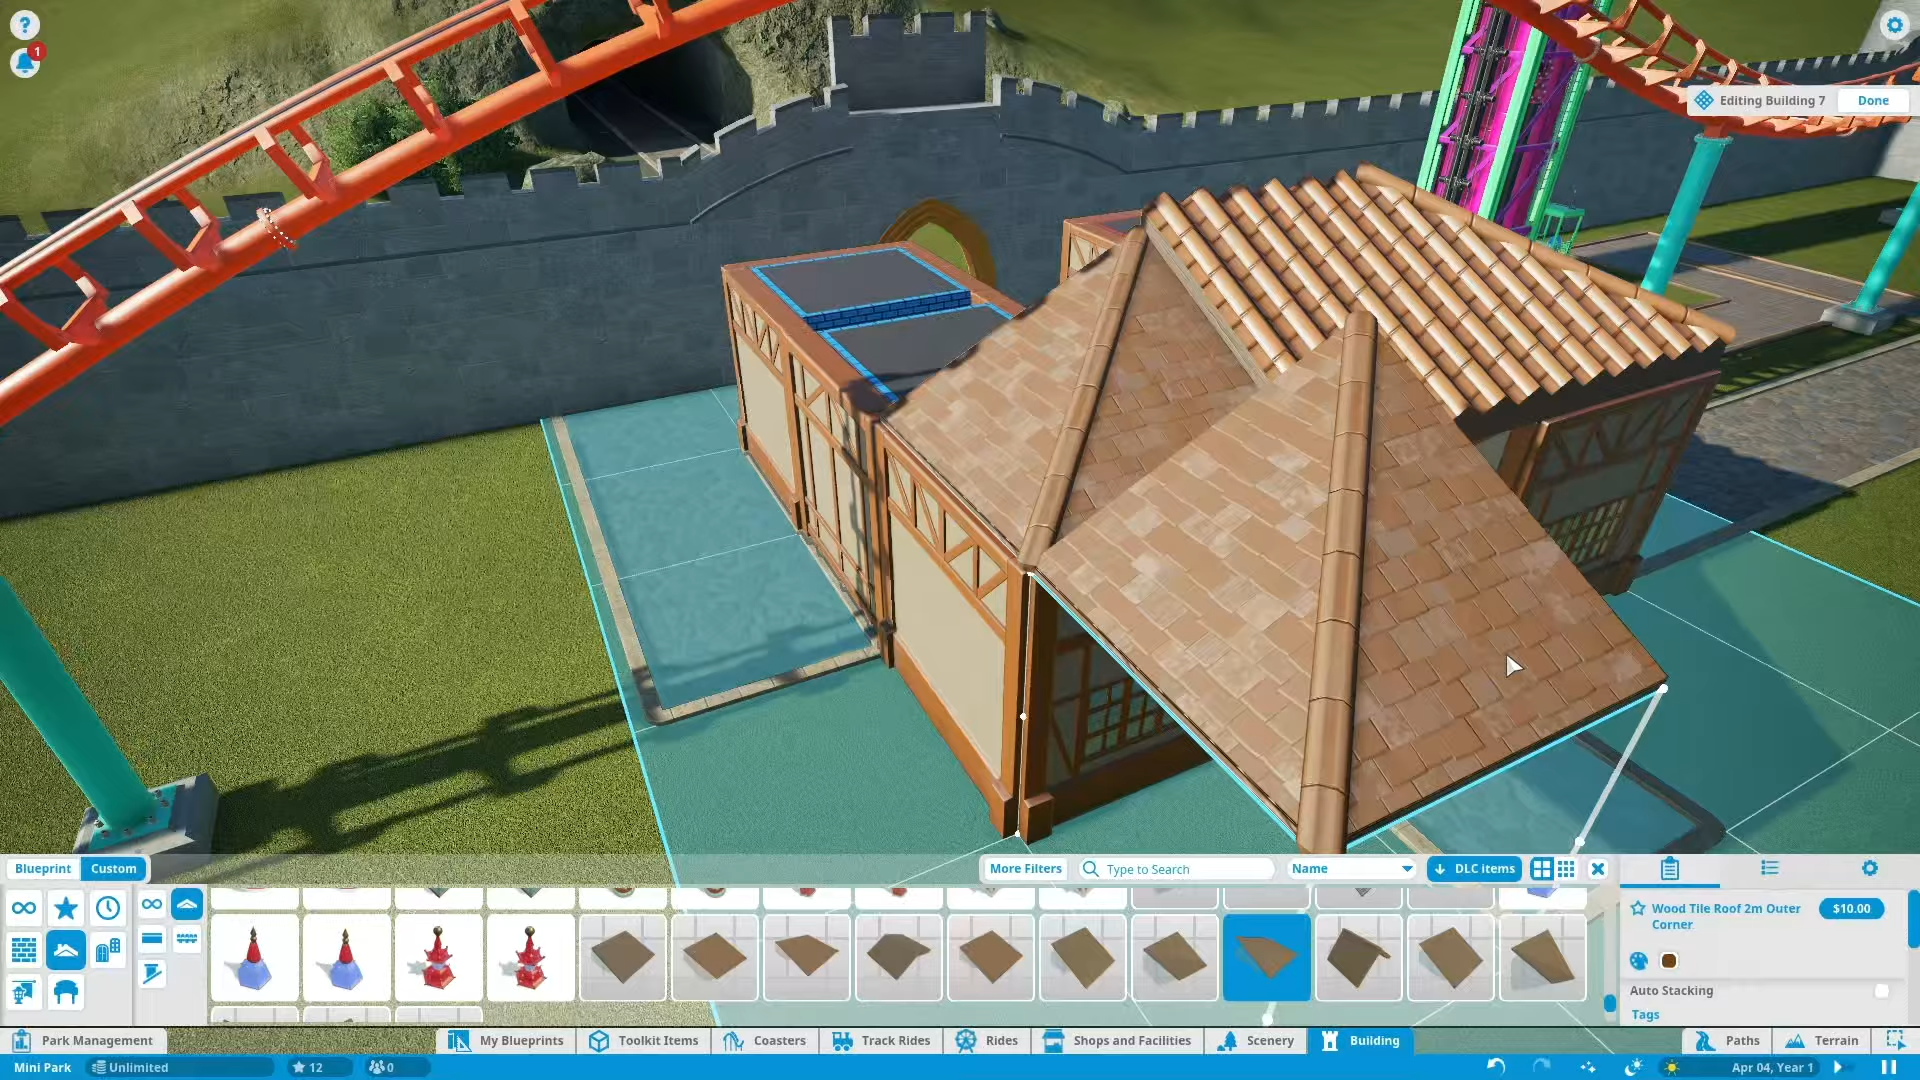 ?
1
Editing Building 7
Done
Blueprint
Custom
More Filters
Type to Search
Name
DLC items
Wood Tile Roof 2m Outer
Corner
$10.00
Auto Stacking
Tags
Park Management
My Blueprints
Toolkit Items
Coasters
Track Rides
Rides
Shops and Facilities
Scenery
Building
Paths
Terrain
Mini Park
Unlimited
12
0
Apr 04, Year 1